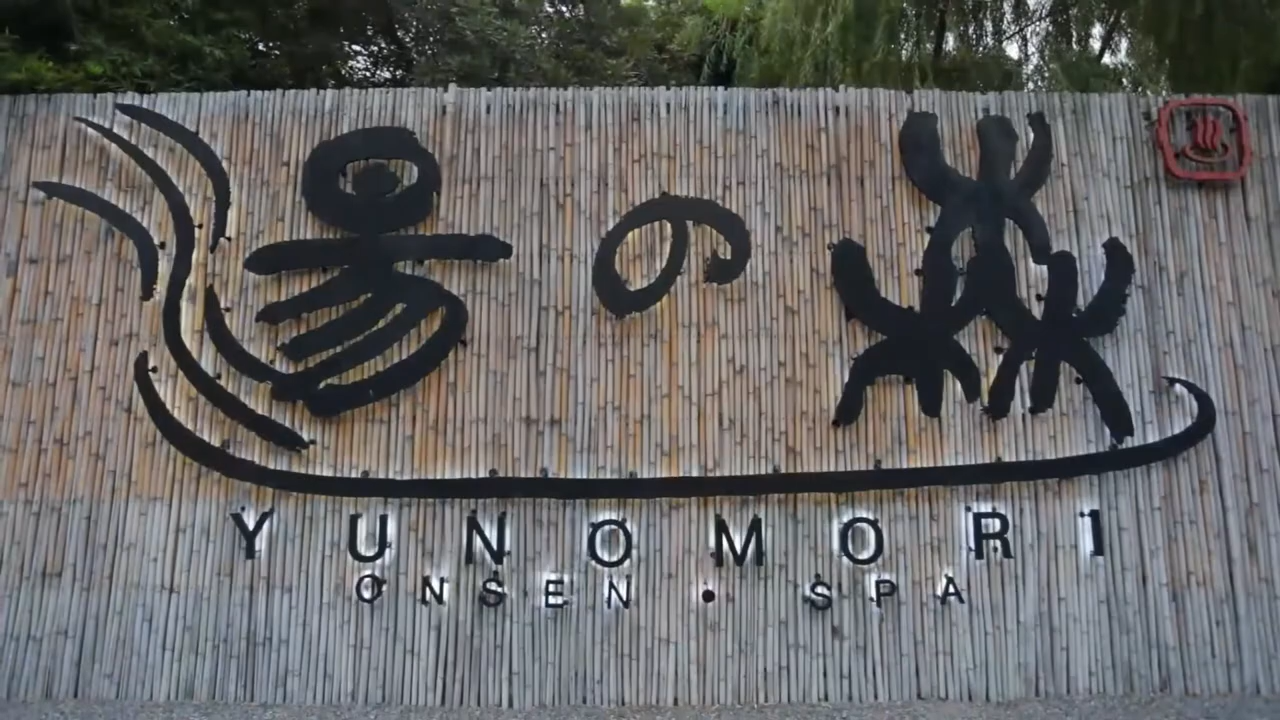 湯の森
YUNOMORI
ONSEN • SPA